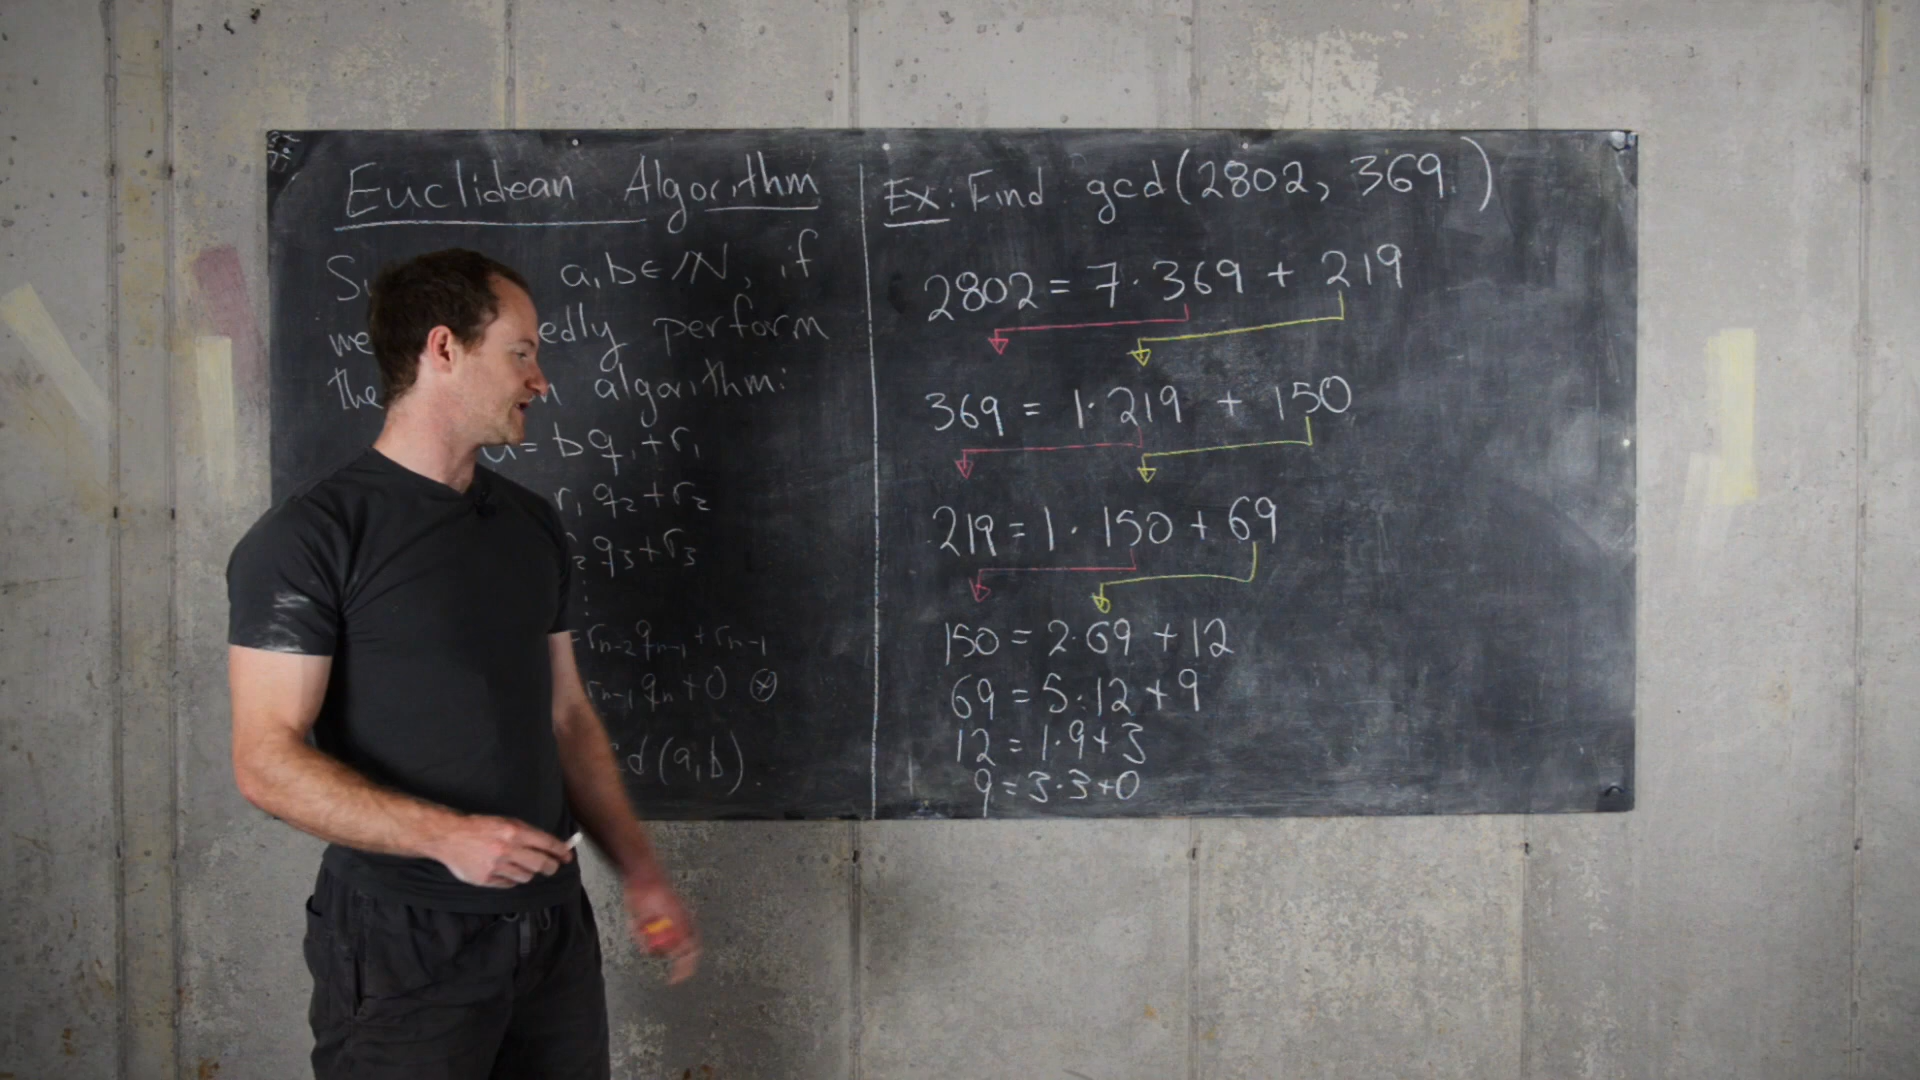 Euclidean Algorithm
a,b∈ℕ, if
we perform
the algorithm:
= bq₁+r₁
r₁q₂+r₂
q₃+r₃
⋮
=rₙ₋₂qₙ₋₁+rₙ₋₁
rₙ₋₁qₙ+0 ⊛
(a,b).
Ex: Find gcd(2802, 369)
2802 = 7·369 + 219
369 = 1·219 + 150
219 = 1·150 + 69
150 = 2·69 + 12
69 = 5·12 + 9
12 = 1·9+3
9 = 3·3+0